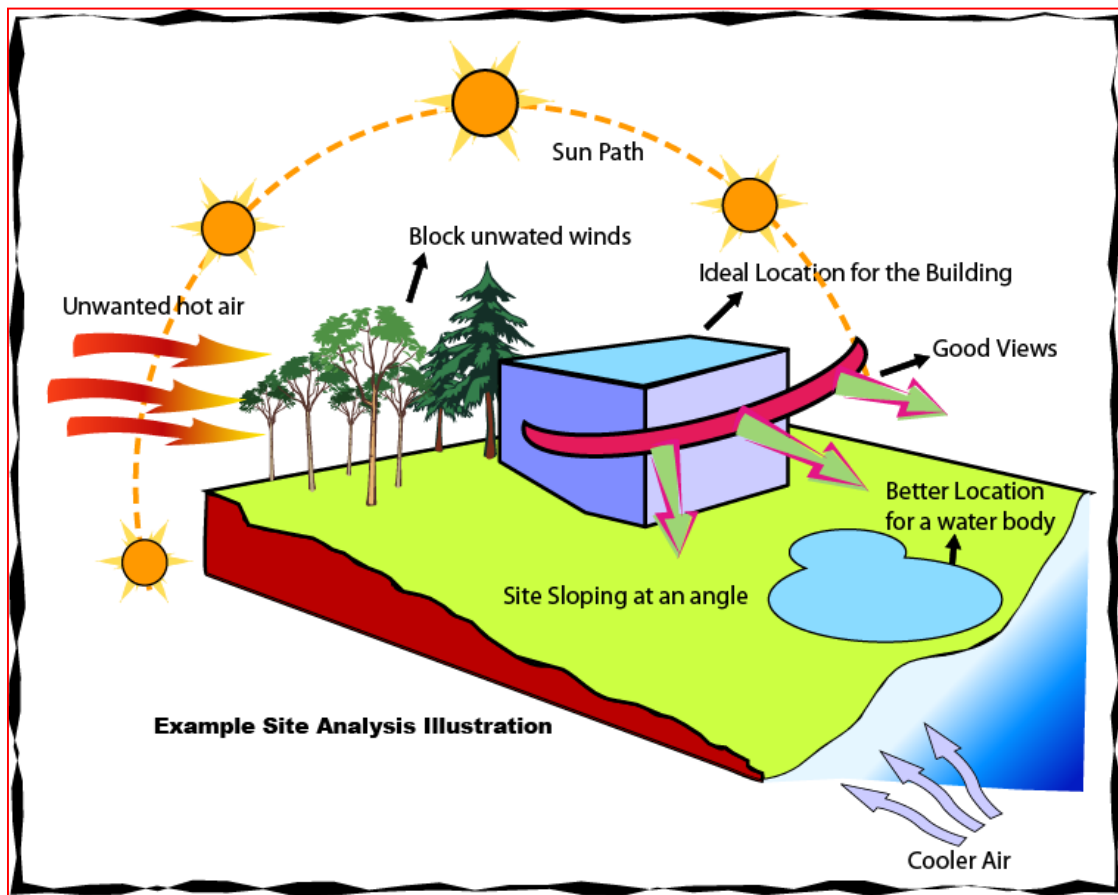 Sun Path
Block unwated winds
Ideal Location for the Building
Unwanted hot air
Good Views
Better Location
for a water body
Site Sloping at an angle
Example Site Analysis Illustration
Cooler Air